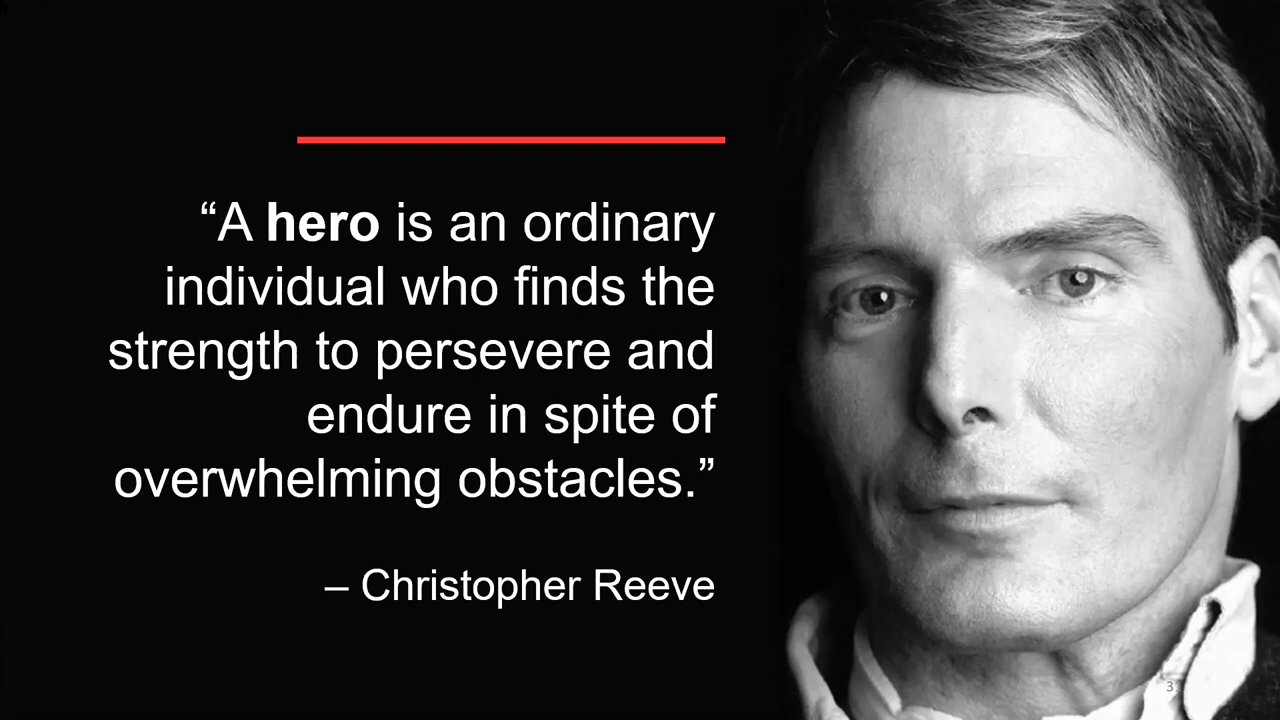 “A hero is an ordinary
individual who finds the
strength to persevere and
endure in spite of
overwhelming obstacles.”
– Christopher Reeve
3